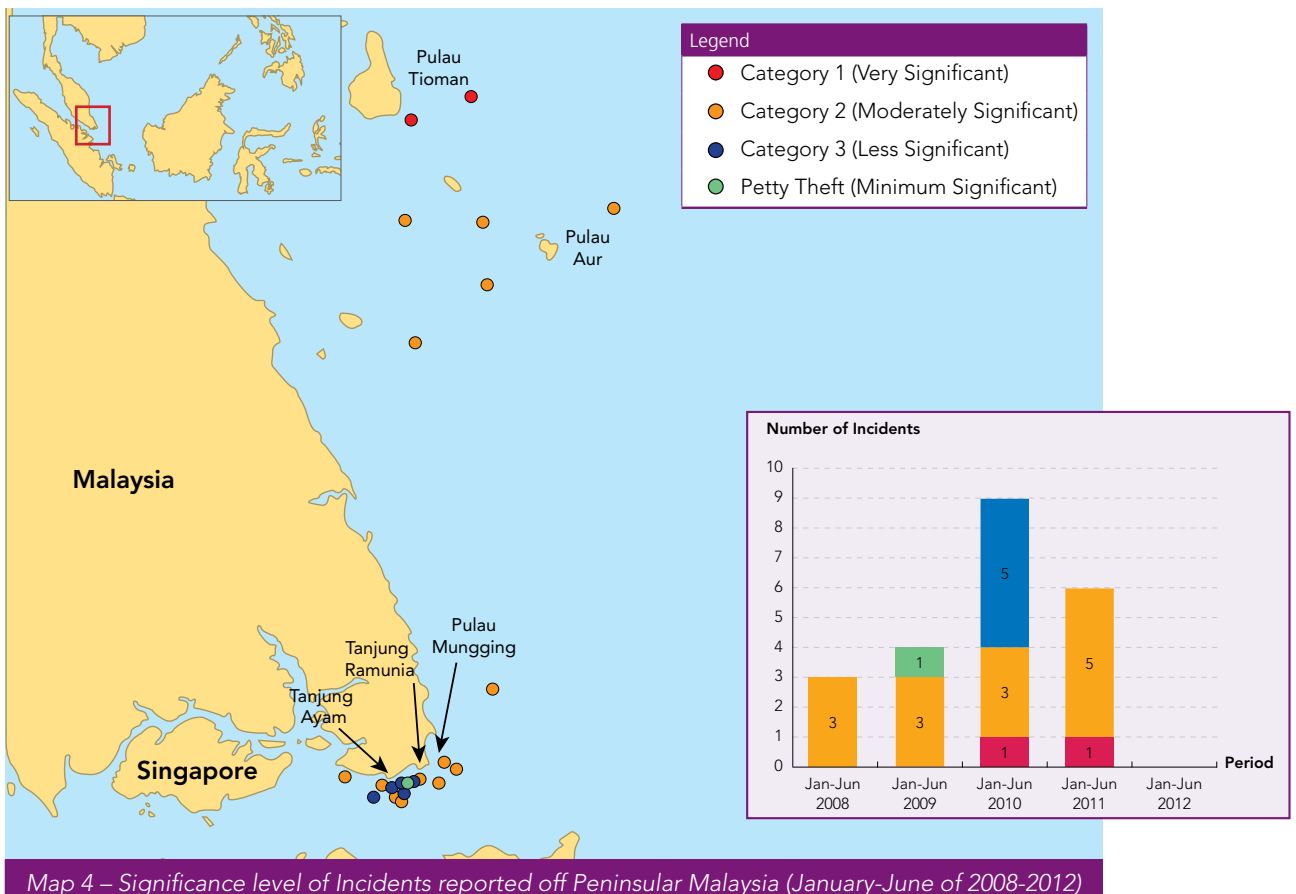 Pulau
Tioman
Legend
Category 1 (Very Significant)
Category 2 (Moderately Significant)
Category 3 (Less Significant)
Petty Theft (Minimum Significant)
Pulau
Aur
Malaysia
Pulau
Mungging
Tanjung
Ramunia
Tanjung
Ayam
Singapore
Number of Incidents
10
9
8
7
6
5
4
3
2
1
0
3
1
3
5
3
1
5
1
Period
Jan-Jun
2008
Jan-Jun
2009
Jan-Jun
2010
Jan-Jun
2011
Jan-Jun
2012
Map 4 – Significance level of Incidents reported off Peninsular Malaysia (January-June of 2008-2012)